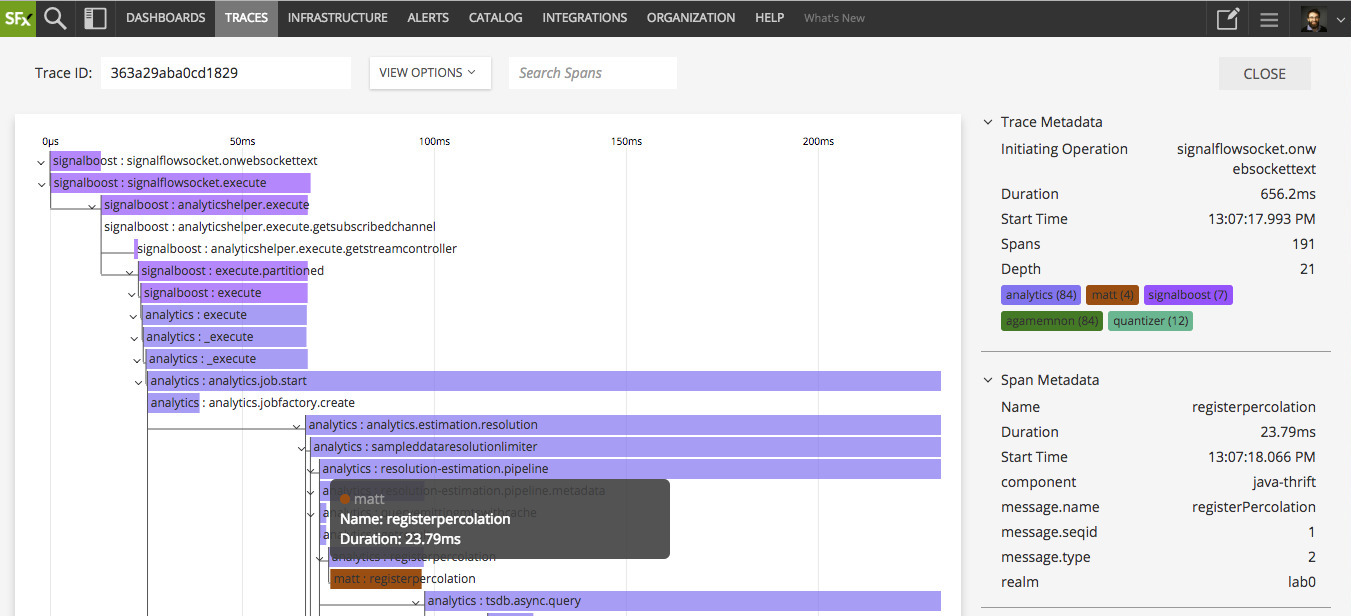 SFx DASHBOARDS TRACES INFRASTRUCTURE ALERTS CATALOG INTEGRATIONS ORGANIZATION HELP What's New
Trace ID: 363a29aba0cd1829 VIEW OPTIONS Search Spans CLOSE
0µs 50ms 100ms 150ms 200ms
signalboost : signalflowsocket.onwebsockettext
signalboost : signalflowsocket.execute
signalboost : analyticshelper.execute
signalboost : analyticshelper.execute.getsubscribedchannel
signalboost : analyticshelper.execute.getstreamcontroller
signalboost : execute.partitioned
signalboost : execute
analytics : execute
analytics : _execute
analytics : _execute
analytics : analytics.job.start
analytics : analytics.jobfactory.create
analytics : analytics.estimation.resolution
analytics : sampleddataresolutionlimiter
analytics : resolution-estimation.pipeline
analytics : resolution-estimation.pipeline.metadata
matt
Name: registerpercolation
Duration: 23.79ms
analytics : registerpercolation
matt : registerpercolation
analytics : tsdb.async.query
Trace Metadata
Initiating Operation signalflowsocket.onw
ebsockettext
Duration 656.2ms
Start Time 13:07:17.993 PM
Spans 191
Depth 21
analytics (84) matt (4) signalboost (7)
agamemnon (84) quantizer (12)
Span Metadata
Name registerpercolation
Duration 23.79ms
Start Time 13:07:18.066 PM
component java-thrift
message.name registerPercolation
message.seqid 1
message.type 2
realm lab0